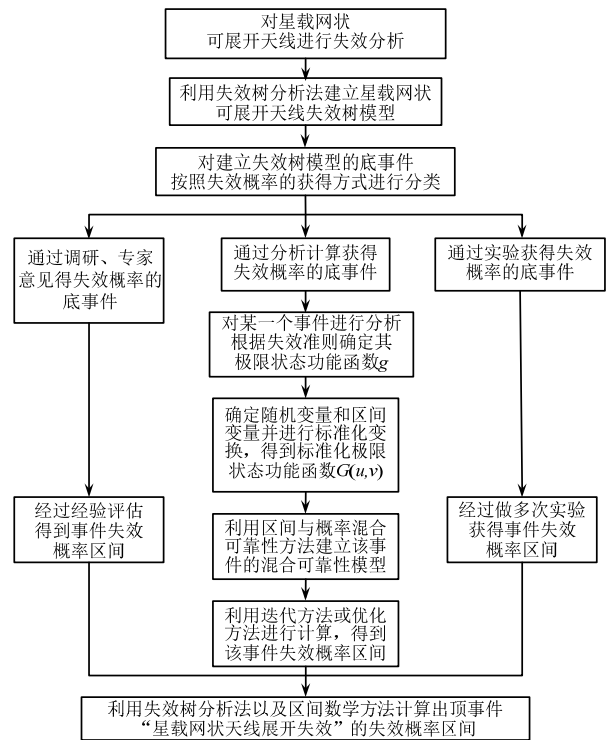 对星载网状
可展开天线进行失效分析
利用失效树分析法建立星载网状
可展开天线失效树模型
对建立失效树模型的底事件
按照失效概率的获得方式进行分类
通过调研、专家
意见得失效概率的
底事件
通过分析计算获得
失效概率的底事件
通过实验获得失效
概率的底事件
对某一个事件进行分析
根据失效准则确定其
极限状态功能函数g
确定随机变量和区间
变量并进行标准化变
换，得到标准化极限
状态功能函数G(u,v)
经过经验评估
得到事件失效
概率区间
利用区间与概率混合
可靠性方法建立该事
件的混合可靠性模型
经过做多次实验
获得事件失效
概率区间
利用迭代方法或优化
方法进行计算，得到
该事件失效概率区间
利用失效树分析法以及区间数学方法计算出顶事件
“星载网状天线展开失效”的失效概率区间